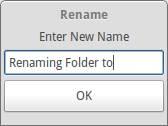 Rename
Enter New Name
Renaming Folder to
OK